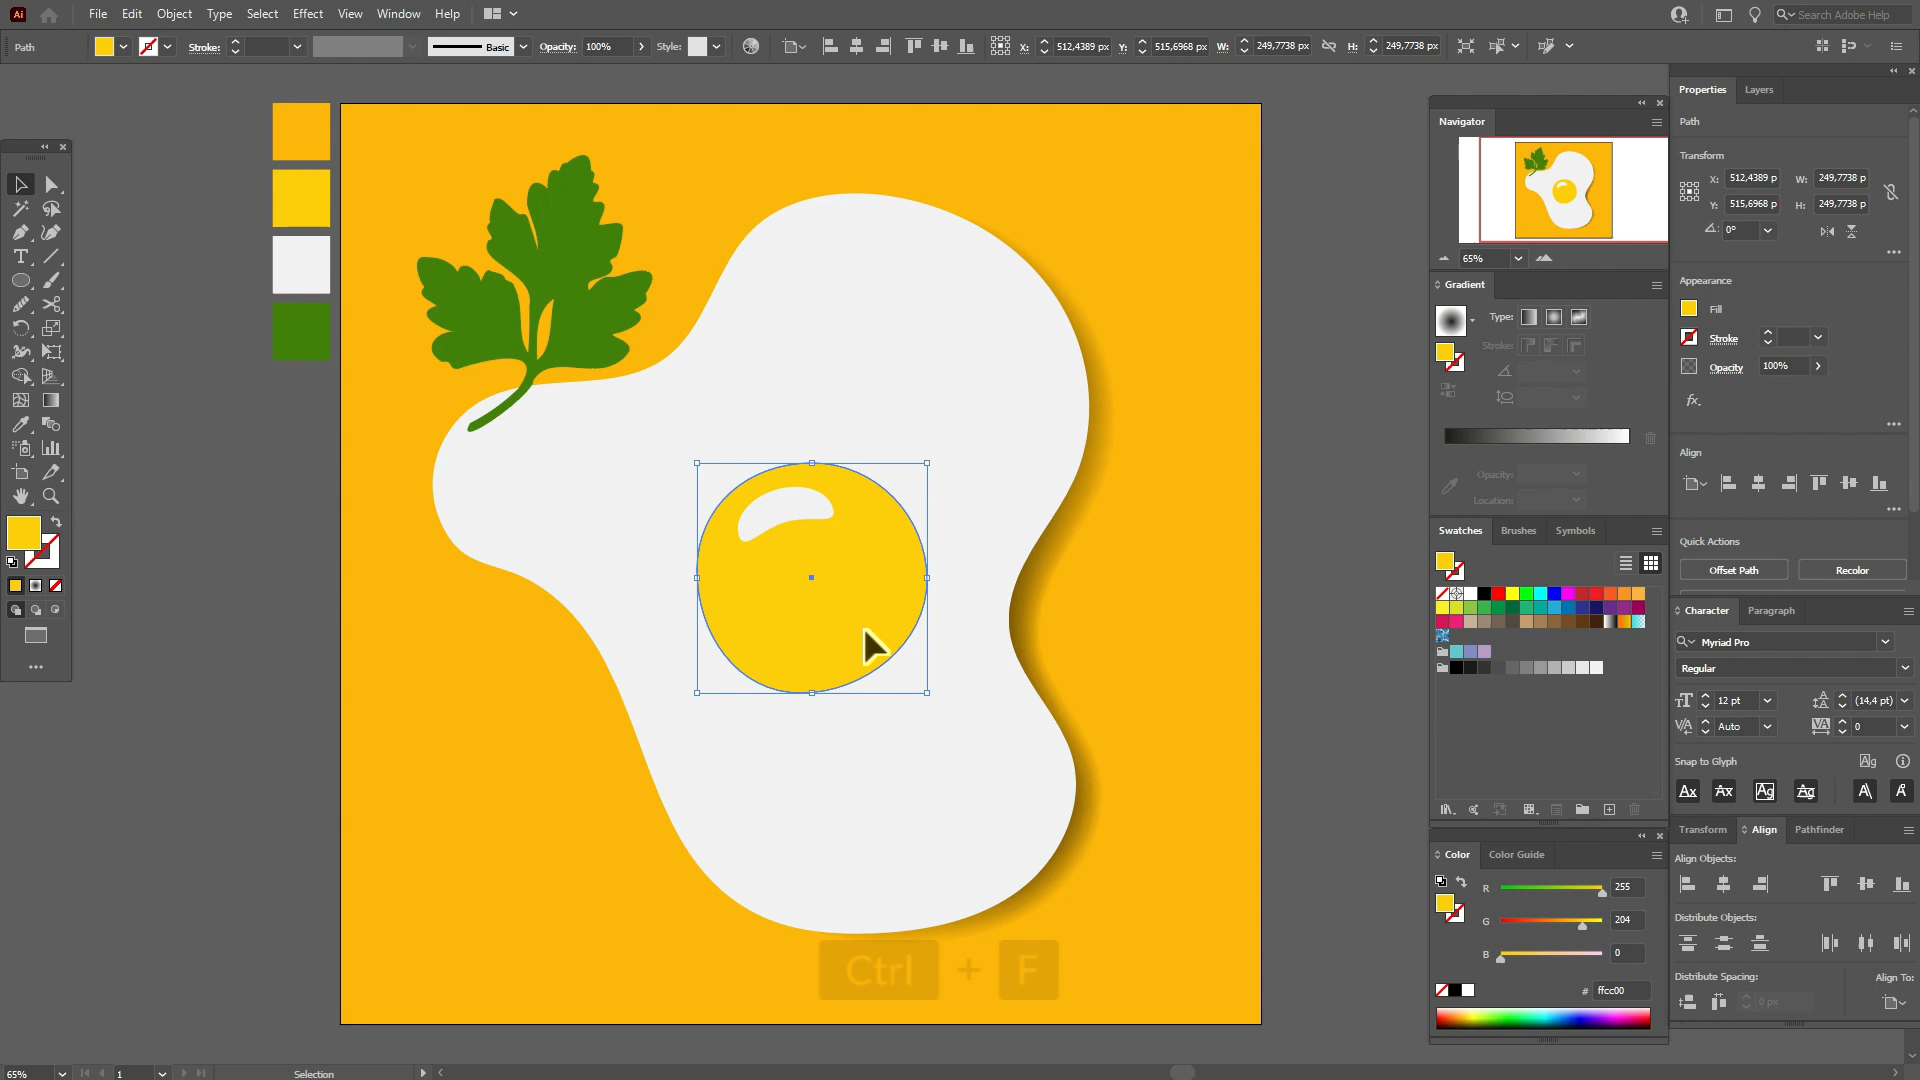 Ai File Edit Object Type Select Effect View Window Help Search Adobe Help
Path Stroke: Basic Opacity: 100% Style: X: 512,4389 px Y: 515,6968 px W: 249,7738 px H: 249,7738 px
Properties Layers
Path
Transform
X: 512,4389 p W: 249,7738 p
Y: 515,6968 p H: 249,7738 p
0°
Appearance
Fill
Stroke
Opacity 100%
fx.
Align
Quick Actions
Offset Path Recolor
Character Paragraph
Myriad Pro
Regular
12 pt (14,4 pt)
Auto 0
Snap to Glyph
Transform Align Pathfinder
Align Objects:
Distribute Objects:
Distribute Spacing: Align To:
0 px
Navigator
65%
Gradient
Type:
Stroke:
Opacity:
Location:
Swatches Brushes Symbols
Color Color Guide
R 255
G 204
B 0
# ffcc00
Ctrl + F
65% 1 Selection